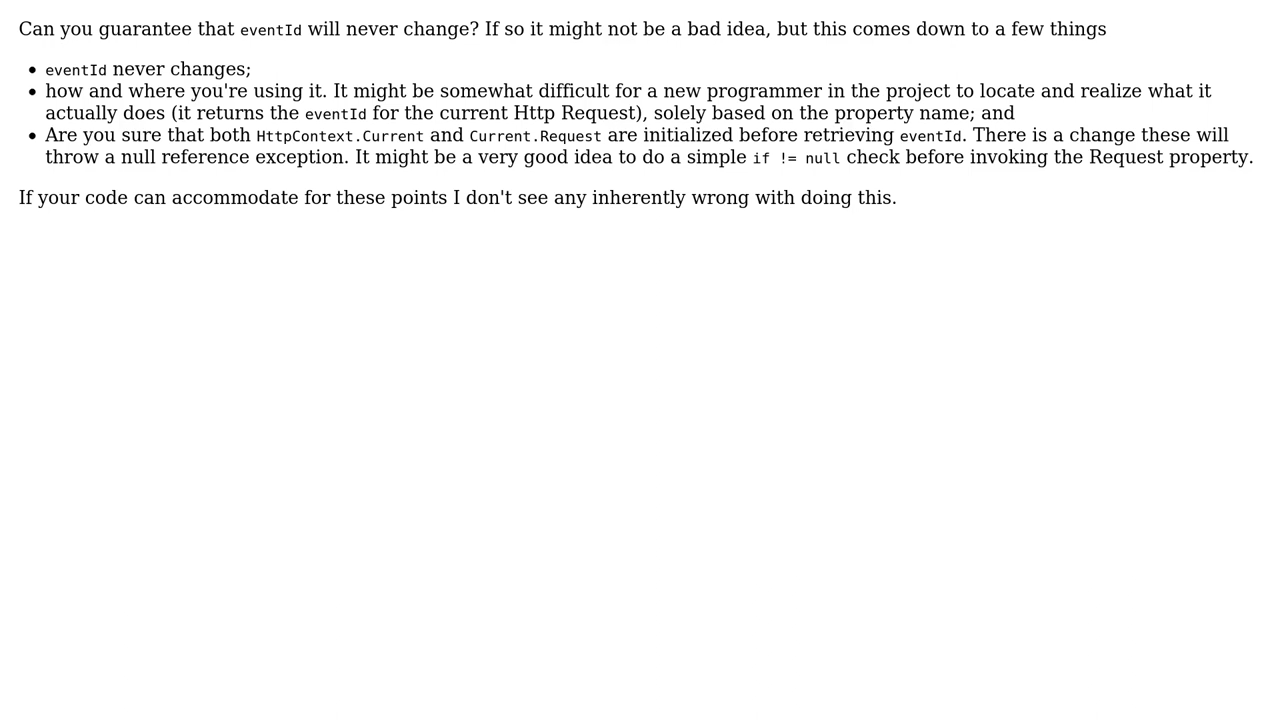 Can you guarantee that eventId will never change? If so it might not be a bad idea, but this comes down to a few things
• eventId never changes;
• how and where you're using it. It might be somewhat difficult for a new programmer in the project to locate and realize what it
actually does (it returns the eventId for the current Http Request), solely based on the property name; and
• Are you sure that both HttpContext.Current and Current.Request are initialized before retrieving eventId. There is a change these will
throw a null reference exception. It might be a very good idea to do a simple if != null check before invoking the Request property.
If your code can accommodate for these points I don't see any inherently wrong with doing this.